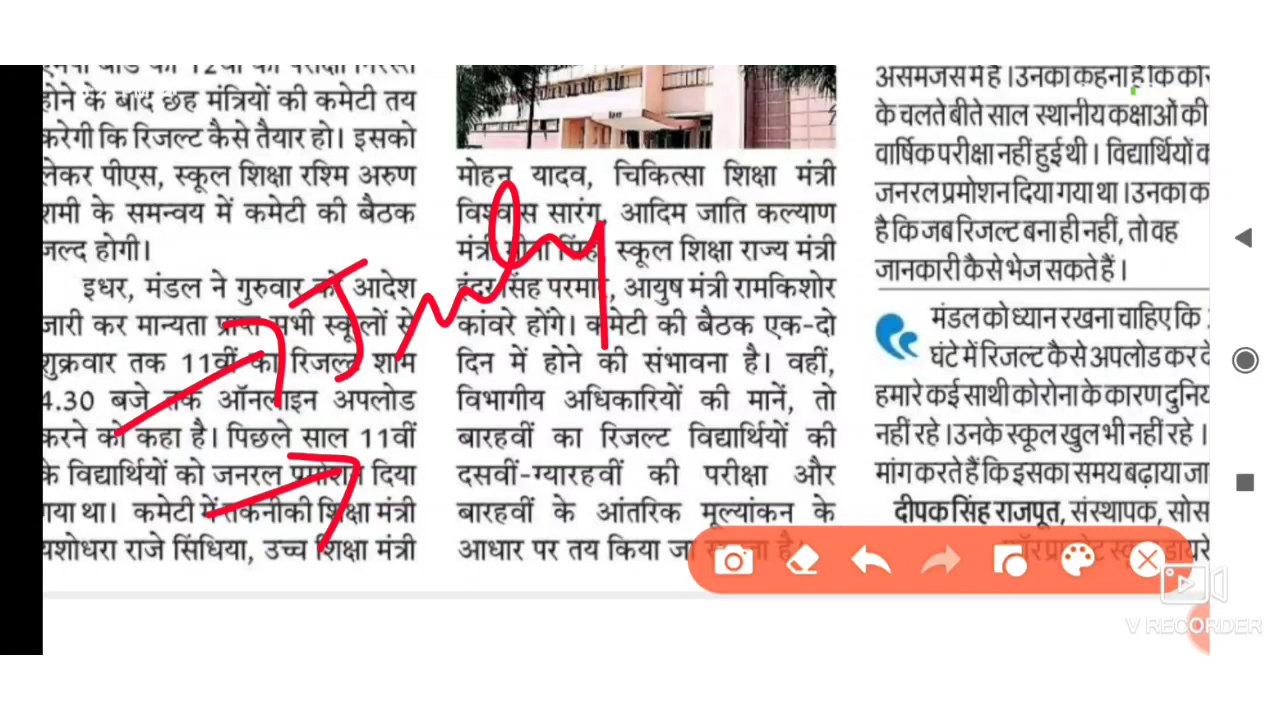 होने के बाद छह मंत्रियों की कमेटी तय
करेगी कि रिजल्ट कैसे तैयार हो। इसको
लेकर पीएस, स्कूल शिक्षा रश्मि अरुण
शमी के समन्वय में कमेटी की बैठक
जल्द होगी।
इधर, मंडल ने गुरुवार को आदेश
जारी कर मान्यता प्राप्त सभी स्कूलों से
शुक्रवार तक 11वीं का रिजल्ट शाम
4.30 बजे तक ऑनलाइन अपलोड
करने को कहा है। पिछले साल 11वीं
के विद्यार्थियों को जनरल प्रमोशन दिया
गया था। कमेटी में तकनीकी शिक्षा मंत्री
यशोधरा राजे सिंधिया, उच्च शिक्षा मंत्री
मोहन यादव, चिकित्सा शिक्षा मंत्री
विश्वास सारंग, आदिम जाति कल्याण
मंत्री मीना सिंह, स्कूल शिक्षा राज्य मंत्री
इंदर सिंह परमार, आयुष मंत्री रामकिशोर
कांवरे होंगे। कमेटी की बैठक एक-दो
दिन में होने की संभावना है। वहीं,
विभागीय अधिकारियों की मानें, तो
बारहवीं का रिजल्ट विद्यार्थियों की
दसवीं-ग्यारहवीं की परीक्षा और
बारहवीं के आंतरिक मूल्यांकन के
आधार पर तय किया जा सकता है।
असमंजस में हैं। उनका कहना है कि
के चलते बीते साल स्थानीय कक्षाओं की
वार्षिक परीक्षा नहीं हुई थी। विद्यार्थियों
जनरल प्रमोशन दिया गया था। उनका
है कि जब रिजल्ट बना ही नहीं, तो वह
जानकारी कैसे भेज सकते हैं।
मंडल को ध्यान रखना चाहिए कि
घंटे में रिजल्ट कैसे अपलोड कर
हमारे कई साथी कोरोना के कारण
नहीं रहे। उनके स्कूल खुल भी नहीं रहे।
मांग करते हैं कि इसका समय बढ़ाया जा
दीपक सिंह राजपूत, संस्थापक,
July
V RECORDER